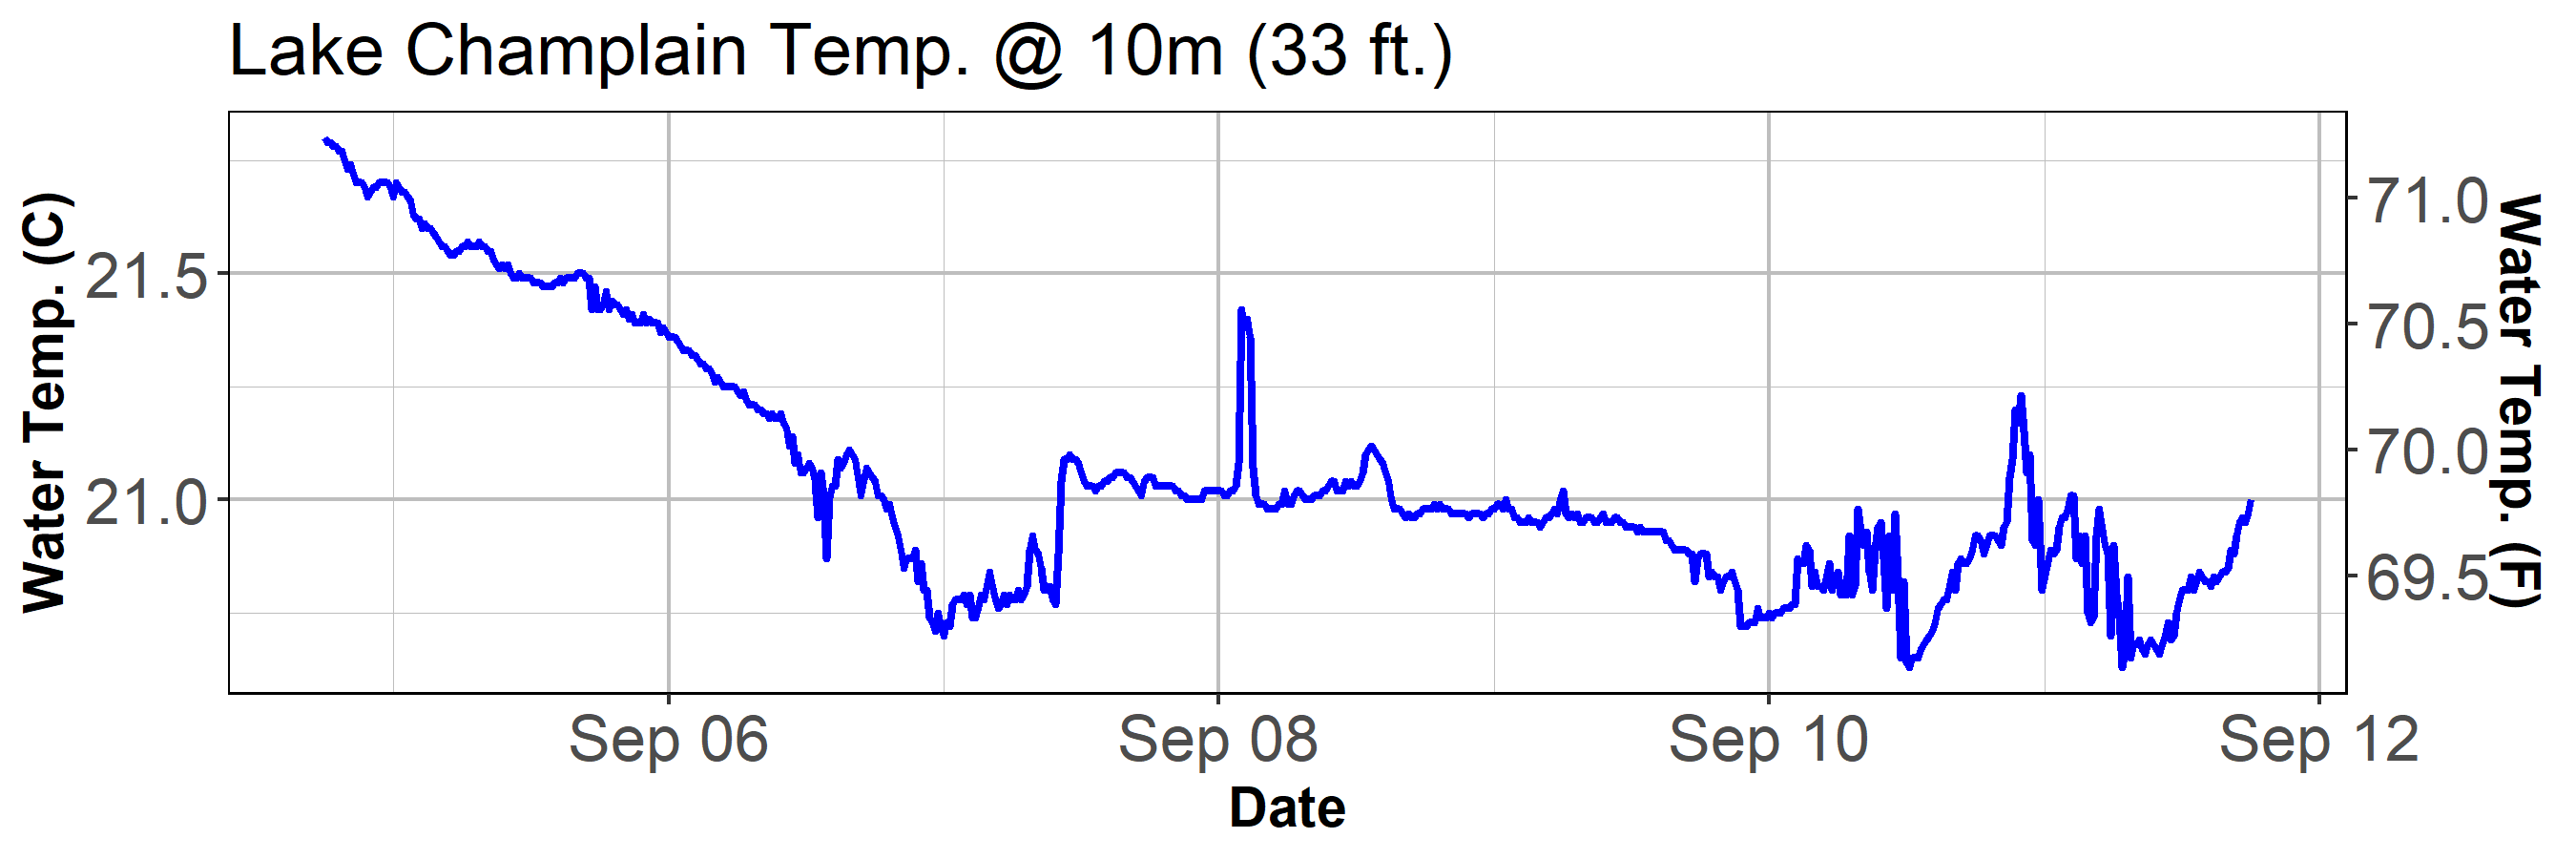 Lake Champlain Temp. @ 10m (33 ft.)
Water Temp. (C)
21.5
21.0
71.0
70.5
70.0
69.5
Water Temp. (F)
Sep 06
Sep 08
Sep 10
Sep 12
Date